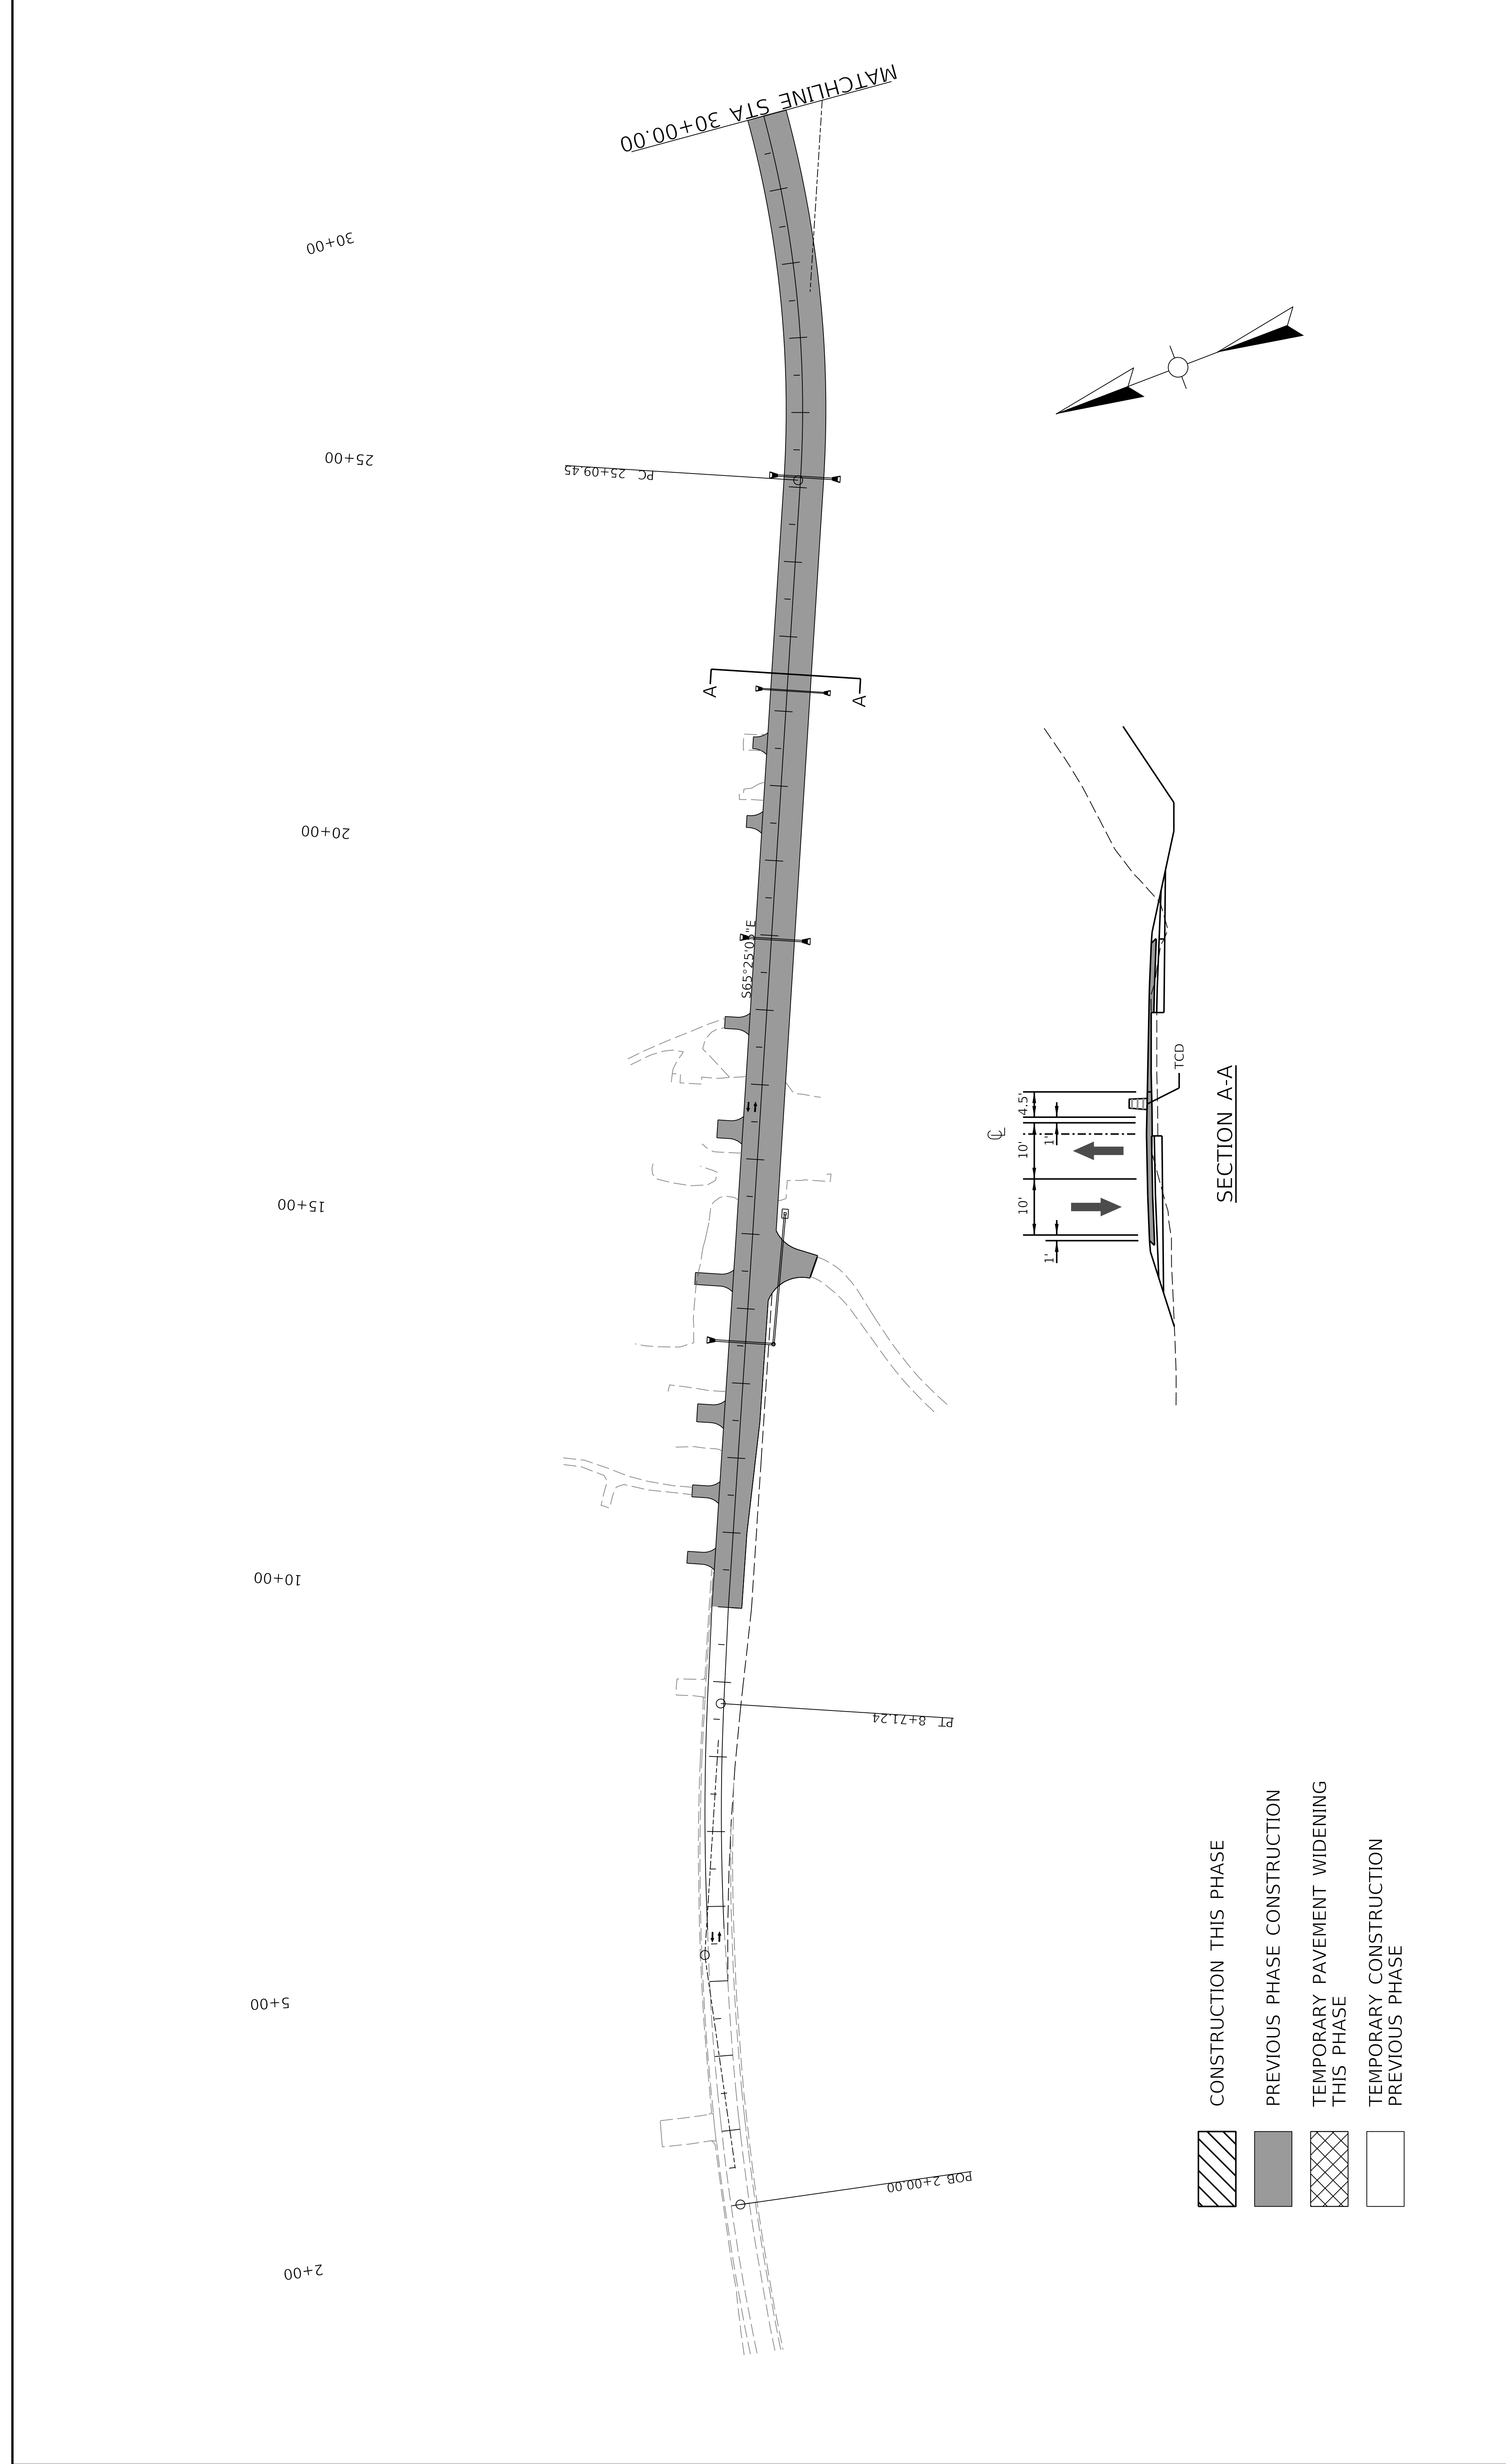 MATCHLINE STA 30+00.00
30+00
25+00
PC 25+09.45
A
A
20+00
S65°25'03"E
15+00
10+00
PT 8+71.24
5+00
POB 2+00.00
2+00
TCD
4.5'
1'
10'
10'
1'
SECTION A-A
CONSTRUCTION THIS PHASE
PREVIOUS PHASE CONSTRUCTION
TEMPORARY PAVEMENT WIDENING
THIS PHASE
TEMPORARY CONSTRUCTION
PREVIOUS PHASE